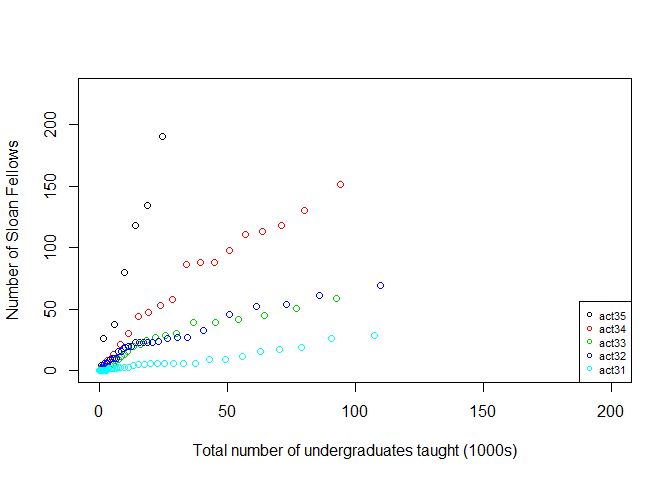 Number of Sloan Fellows
200
150
100
50
0
0
50
100
150
200
Total number of undergraduates taught (1000s)
act35
act34
act33
act32
act31